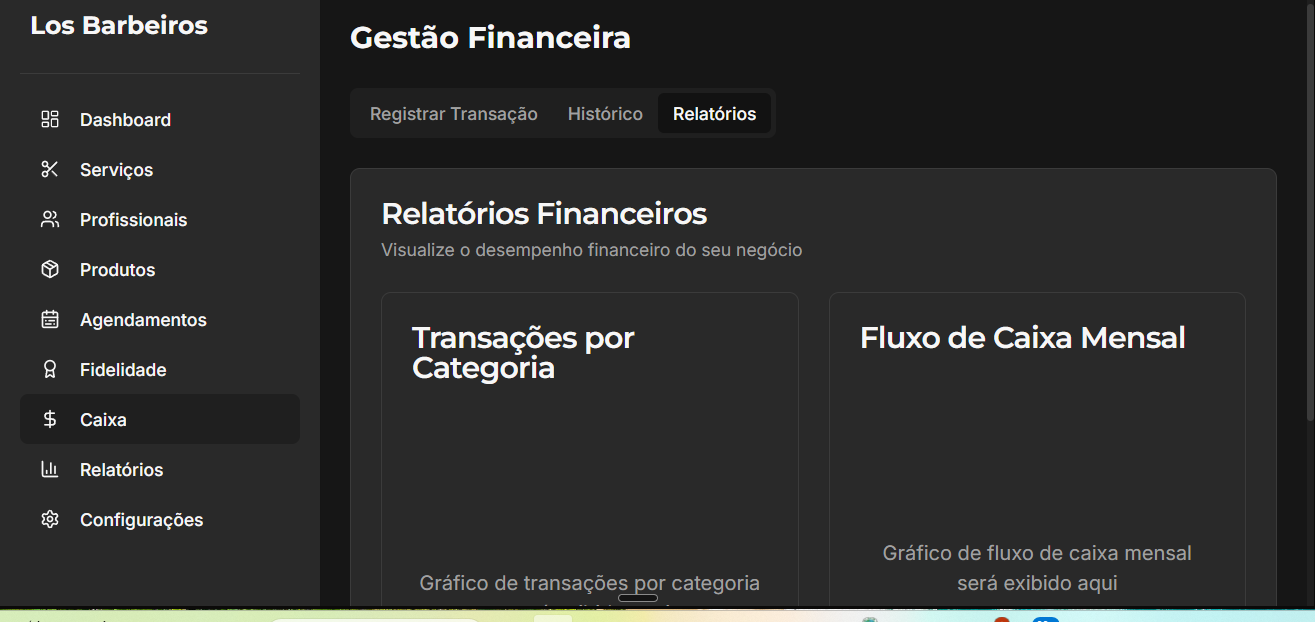 Los Barbeiros
Dashboard
Serviços
Profissionais
Produtos
Agendamentos
Fidelidade
Caixa
Relatórios
Configurações
Gestão Financeira
Registrar Transação
Histórico
Relatórios
Relatórios Financeiros
Visualize o desempenho financeiro do seu negócio
Transações por
Categoria
Gráfico de transações por categoria
Fluxo de Caixa Mensal
Gráfico de fluxo de caixa mensal
será exibido aqui